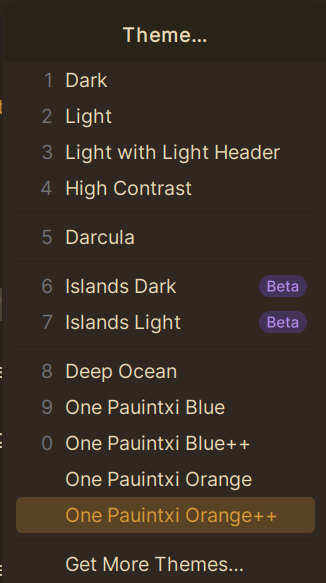 Theme...
1 Dark
2 Light
3 Light with Light Header
4 High Contrast
5 Darcula
6 Islands Dark Beta
7 Islands Light Beta
8 Deep Ocean
9 One Pauintxi Blue
0 One Pauintxi Blue++
One Pauintxi Orange
One Pauintxi Orange++
Get More Themes...